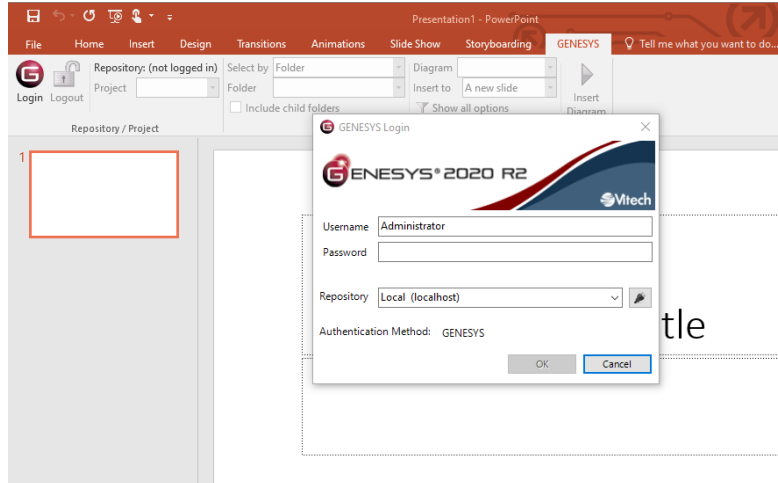 Presentation1 - PowerPoint
File Home Insert Design Transitions Animations Slide Show Storyboarding GENESYS Tell me what you want to do...
Repository: (not logged in) Select by Folder Diagram
Project Folder Insert to A new slide
Login Logout Include child folders Show all options Insert
Diagram
Repository / Project
GENESYS Login
1
GENESYS® 2020 R2
Vitech
Username Administrator
Password
Repository Local (localhost)
tle
Authentication Method: GENESYS
OK Cancel